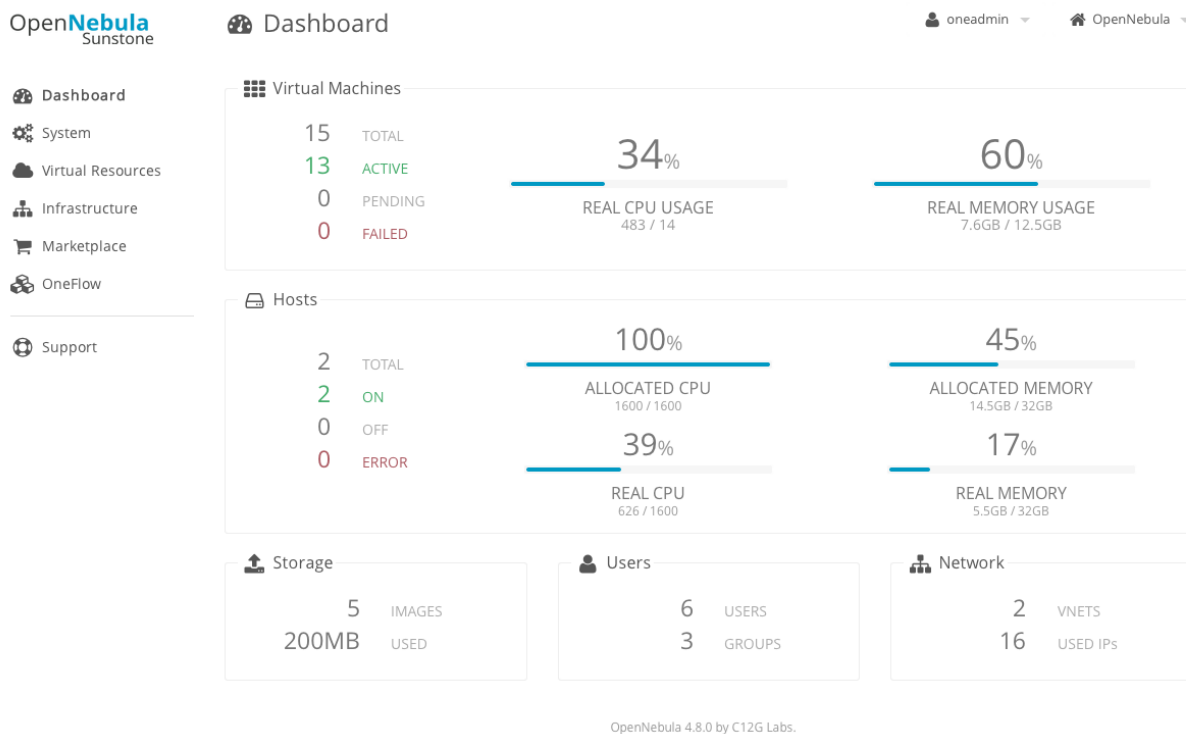 OpenNebula
Sunstone
Dashboard
oneadmin
OpenNebula
Dashboard
System
Virtual Resources
Infrastructure
Marketplace
OneFlow
Support
Virtual Machines
15 TOTAL
13 ACTIVE
0 PENDING
0 FAILED
34%
REAL CPU USAGE
483 / 14
60%
REAL MEMORY USAGE
7.6GB / 12.5GB
Hosts
2 TOTAL
2 ON
0 OFF
0 ERROR
100%
ALLOCATED CPU
1600 / 1600
45%
ALLOCATED MEMORY
14.5GB / 32GB
39%
REAL CPU
626 / 1600
17%
REAL MEMORY
5.5GB / 32GB
Storage
5 IMAGES
200MB USED
Users
6 USERS
3 GROUPS
Network
2 VNETS
16 USED IPs
OpenNebula 4.8.0 by C12G Labs.